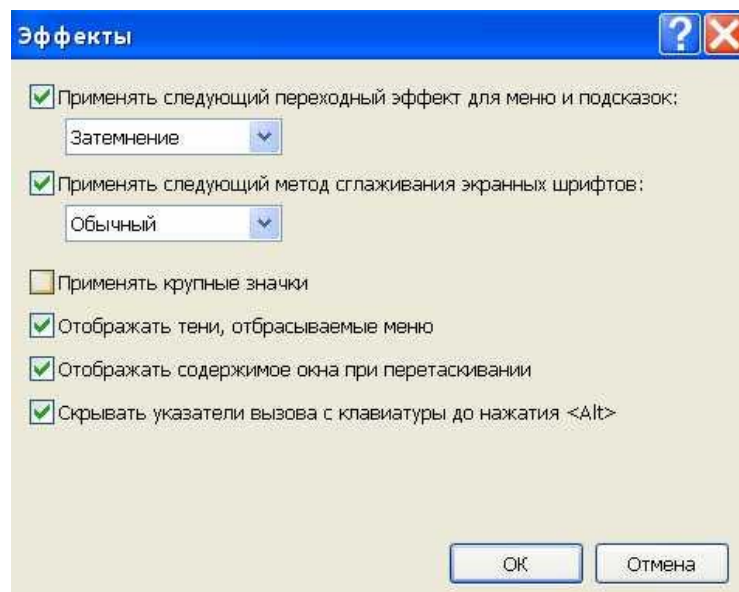 Эффекты
Применять следующий переходный эффект для меню и подсказок:
Затемнение
Применять следующий метод сглаживания экранных шрифтов:
Обычный
Применять крупные значки
Отображать тени, отбрасываемые меню
Отображать содержимое окна при перетаскивании
Скрывать указатели вызова с клавиатуры до нажатия <Alt>
ОК Отмена